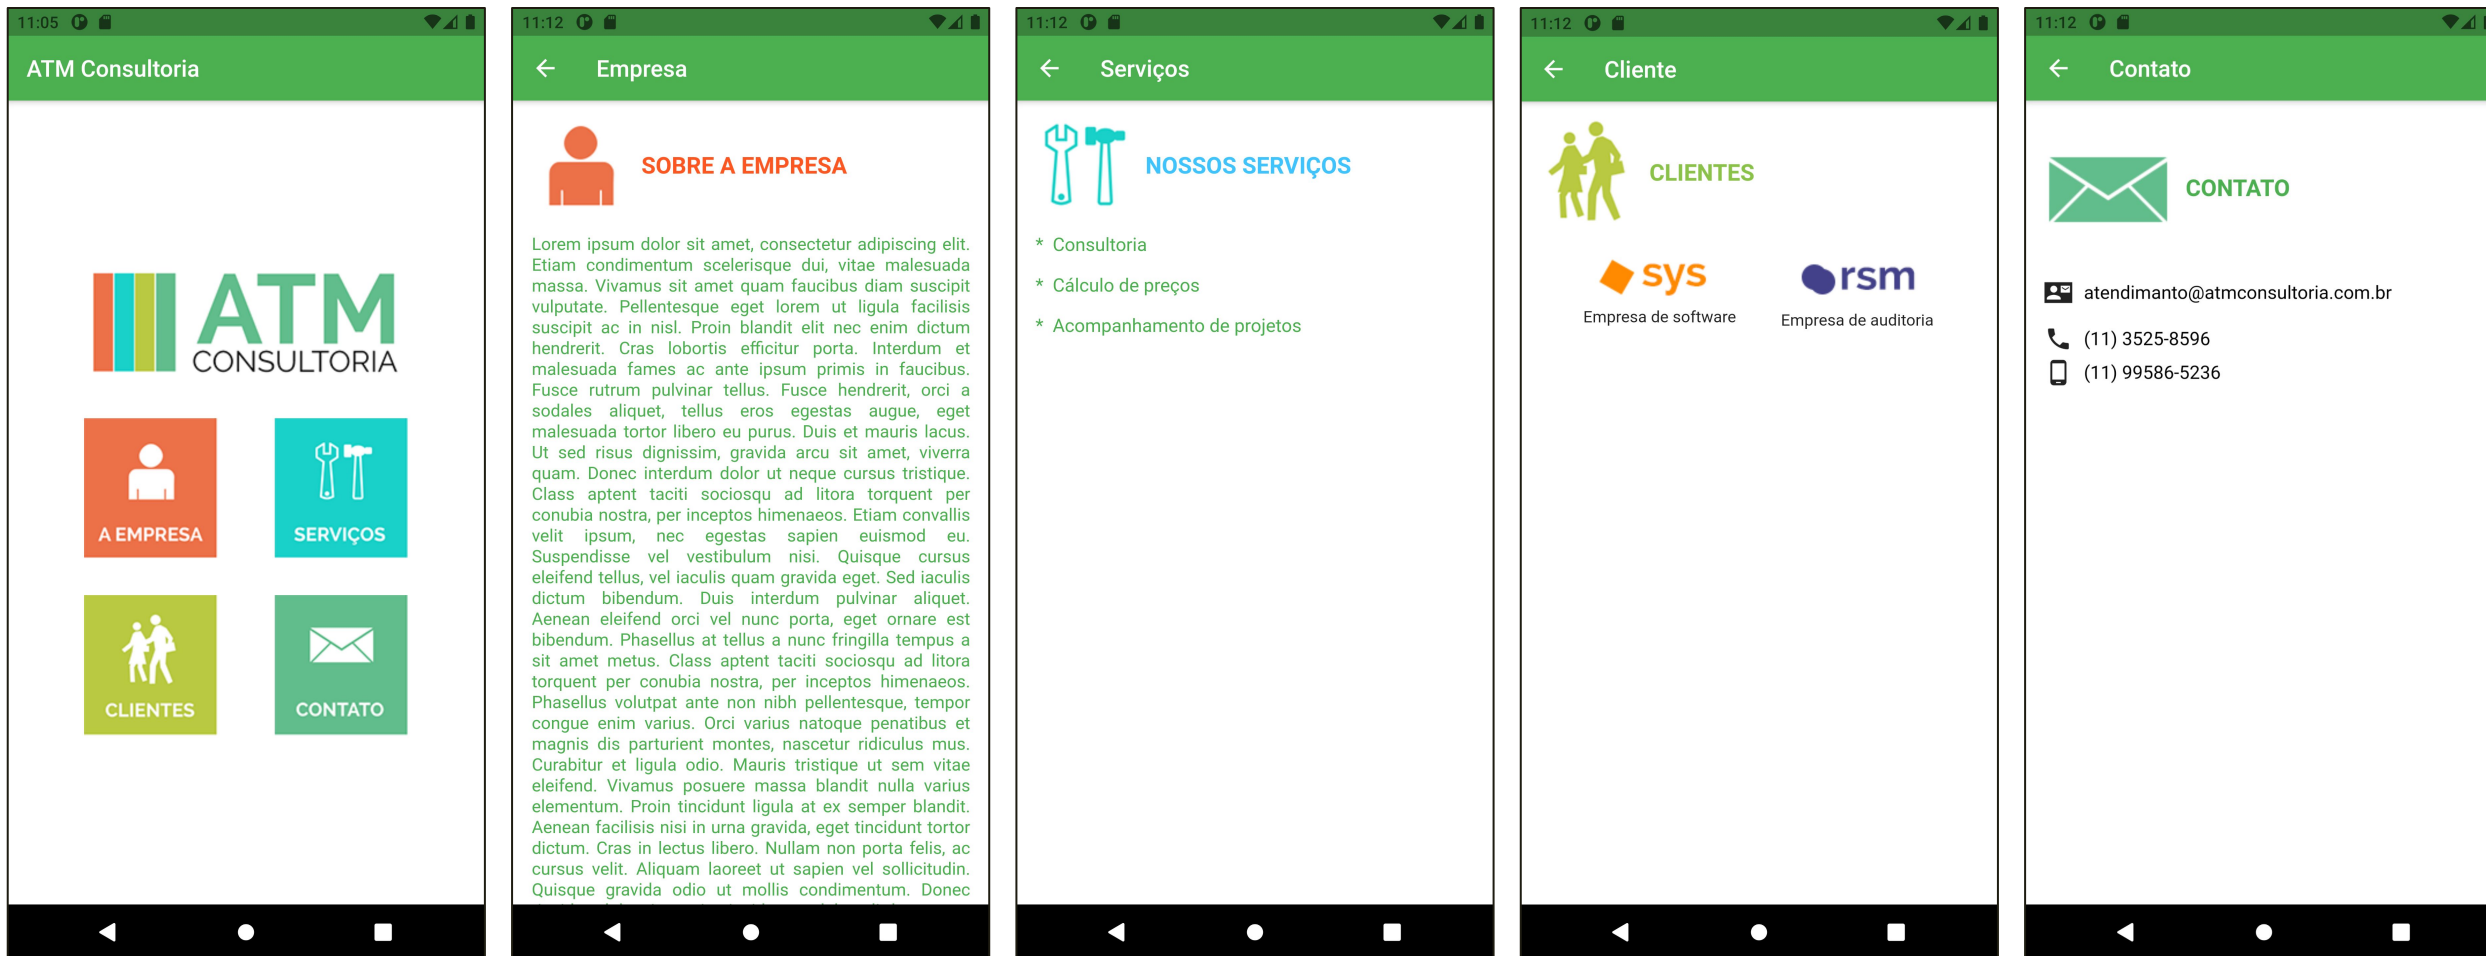 11:05
ATM Consultoria
ATM
CONSULTORIA
A EMPRESA
SERVIÇOS
CLIENTES
CONTATO
11:12
Empresa
SOBRE A EMPRESA
Lorem ipsum dolor sit amet, consectetur adipiscing elit.
Etiam condimentum scelerisque dui, vitae malesuada
massa. Vivamus sit amet quam faucibus diam suscipit
vulputate. Pellentesque eget lorem ut ligula facilisis
suscipit ac in nisl. Proin blandit elit nec enim dictum
hendrerit. Cras lobortis efficitur porta. Interdum et
malesuada fames ac ante ipsum primis in faucibus.
Fusce rutrum pulvinar tellus. Fusce hendrerit, orci a
sodales aliquet, tellus eros egestas augue, eget
malesuada tortor libero eu purus. Duis et mauris lacus.
Ut sed risus dignissim, gravida arcu sit amet, viverra
quam. Donec interdum dolor ut neque cursus tristique.
Class aptent taciti sociosqu ad litora torquent per
conubia nostra, per inceptos himenaeos. Etiam convallis
velit ipsum, nec egestas sapien euismod eu.
Suspendisse vel vestibulum nisi. Quisque cursus
eleifend tellus, vel iaculis quam gravida eget. Sed iaculis
dictum bibendum. Duis interdum pulvinar aliquet.
Aenean eleifend orci vel nunc porta, eget ornare est
bibendum. Phasellus at tellus a nunc fringilla tempus a
sit amet metus. Class aptent taciti sociosqu ad litora
torquent per conubia nostra, per inceptos himenaeos.
Phasellus volutpat ante non nibh pellentesque, tempor
congue enim varius. Orci varius natoque penatibus et
magnis dis parturient montes, nascetur ridiculus mus.
Curabitur et ligula odio. Mauris tristique ut sem vitae
eleifend. Vivamus posuere massa blandit nulla varius
elementum. Proin tincidunt ligula at ex semper blandit.
Aenean facilisis nisi in urna gravida, eget tincidunt tortor
dictum. Cras in lectus libero. Nullam non porta felis, ac
cursus velit. Aliquam laoreet ut sapien vel sollicitudin.
Quisque gravida odio ut mollis condimentum. Donec
11:12
Serviços
NOSSOS SERVIÇOS
* Consultoria
* Cálculo de preços
* Acompanhamento de projetos
11:12
Cliente
CLIENTES
sys
Empresa de software
rsm
Empresa de auditoria
11:12
Contato
CONTATO
atendimanto@atmconsultoria.com.br
(11) 3525-8596
(11) 99586-5236